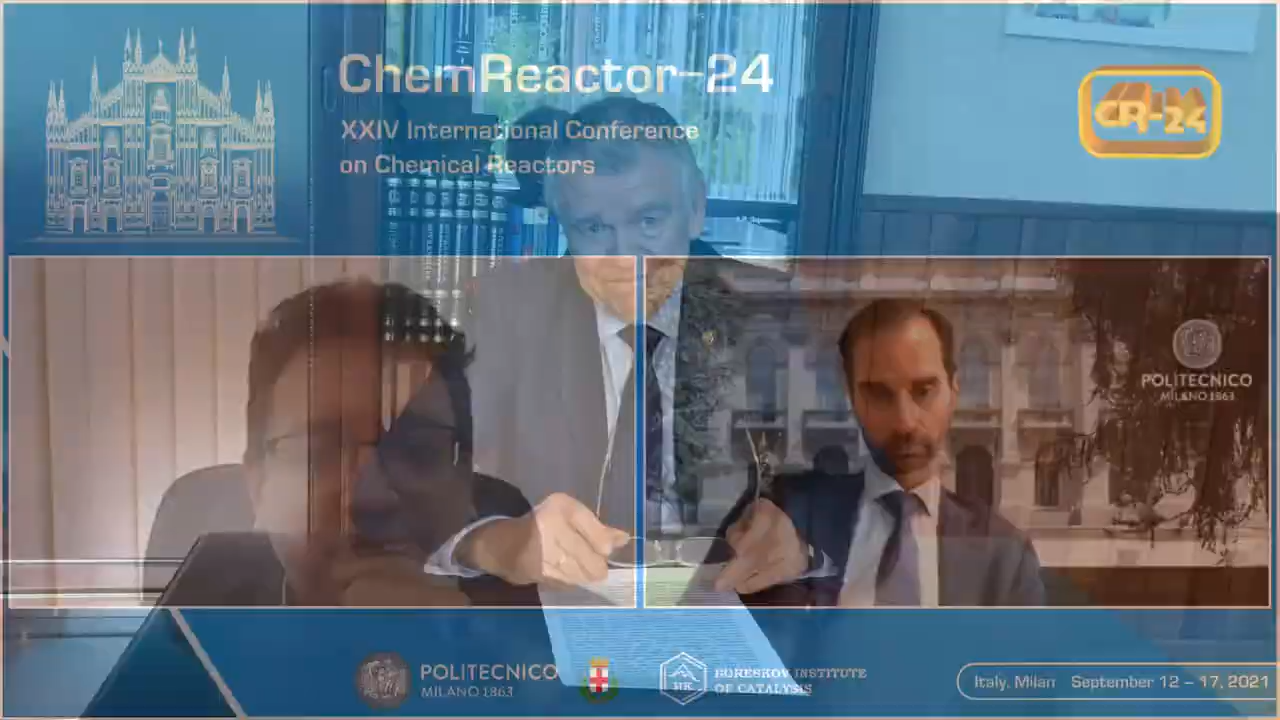 ChemReactor-24
XXIV International Conference
on Chemical Reactors
CR-24
POLITECNICO
MILANO 1863
POLITECNICO
MILANO 1863
BORESKOV INSTITUTE
OF CATALYSIS
Italy, Milan September 12 – 17, 2021